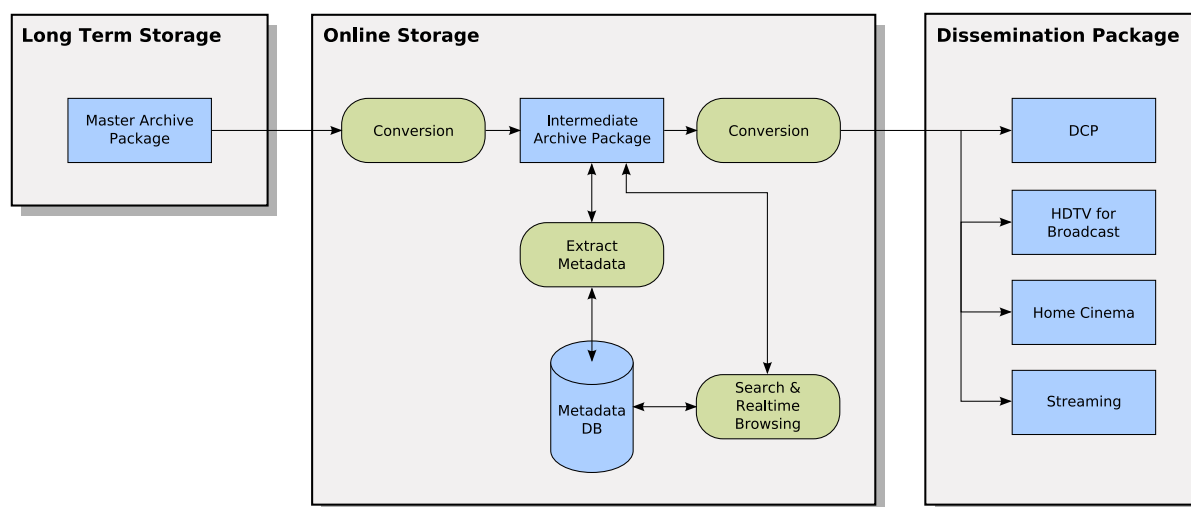 Long Term Storage
Master Archive
Package
Online Storage
Conversion
Intermediate
Archive Package
Conversion
Extract
Metadata
Metadata
DB
Search &
Realtime
Browsing
Dissemination Package
DCP
HDTV for
Broadcast
Home Cinema
Streaming